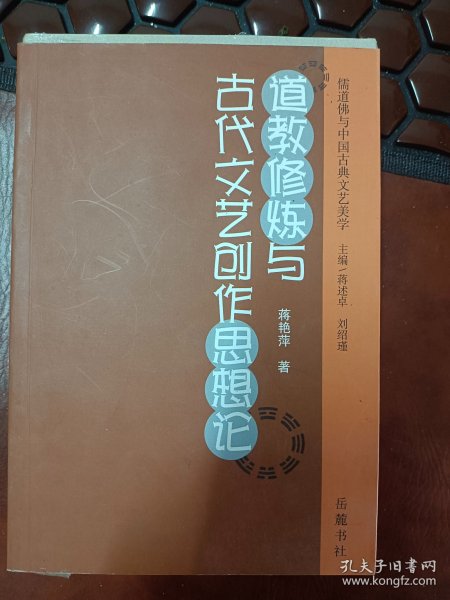 儒道佛与中国古典文艺美学 主编/蒋述卓 刘绍瑾
道教修炼与
古代文艺创作思想论
蒋艳萍 著
岳麓书社
孔夫子旧书网
www.kongfz.com